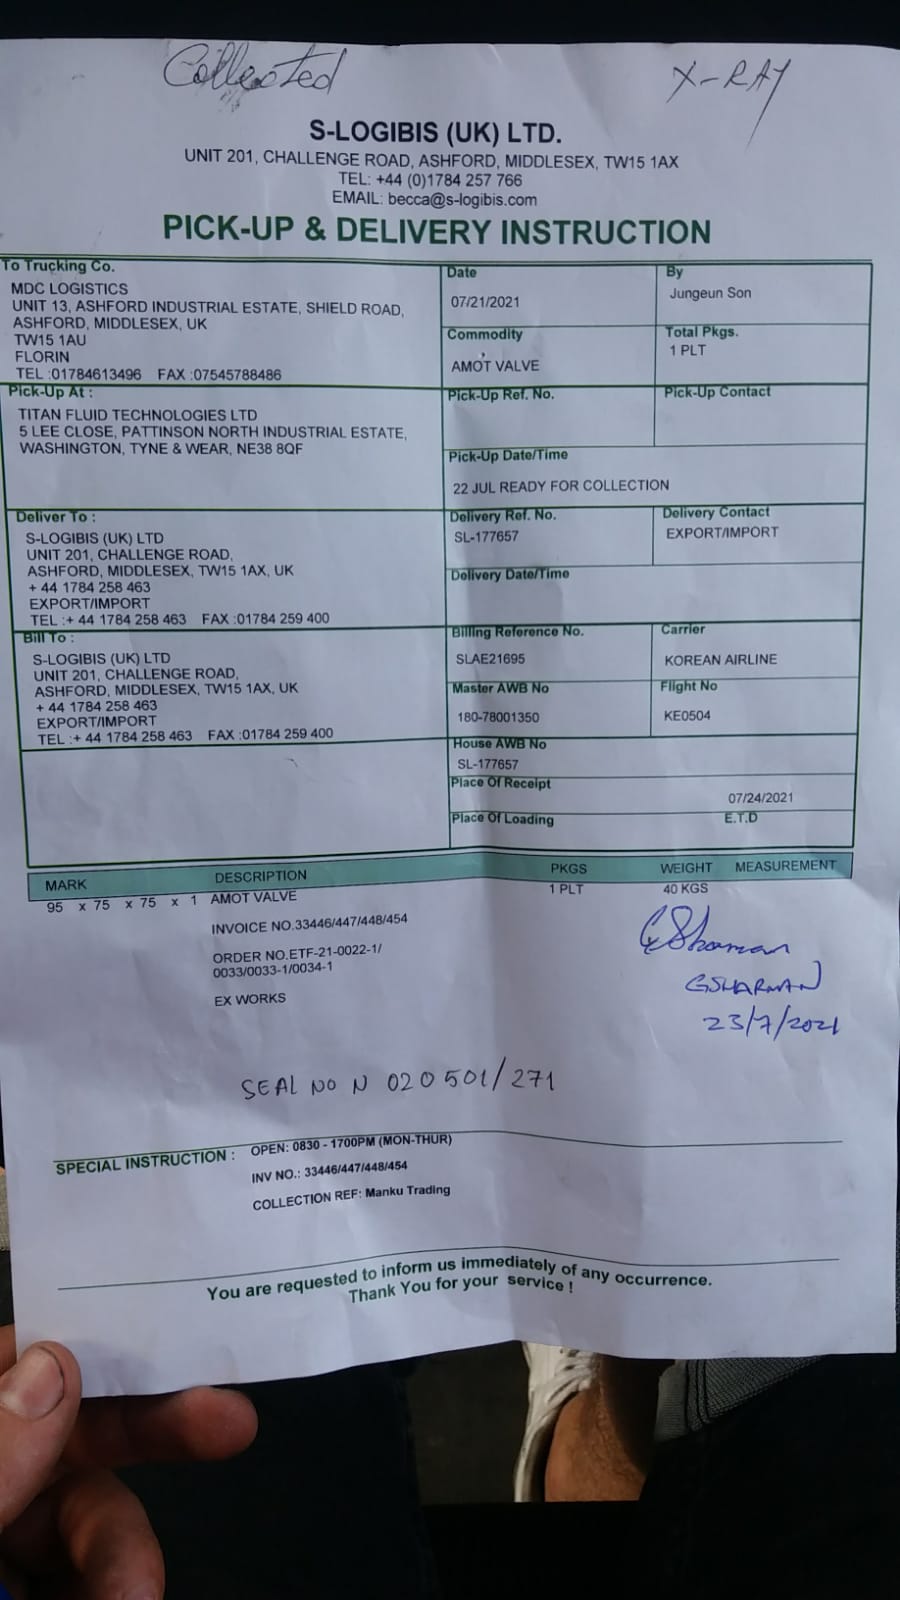 Collected X-RAY
S-LOGIBIS (UK) LTD.
UNIT 201, CHALLENGE ROAD, ASHFORD, MIDDLESEX, TW15 1AX
TEL: +44 (0)1784 257 766
EMAIL: becca@s-logibis.com
PICK-UP & DELIVERY INSTRUCTION
To Trucking Co.
MDC LOGISTICS
UNIT 13, ASHFORD INDUSTRIAL ESTATE, SHIELD ROAD,
ASHFORD, MIDDLESEX, UK
TW15 1AU
FLORIN
TEL :01784613496 FAX :07545788486
Date
07/21/2021
By
Jungeun Son
Commodity
AMOT VALVE
Total Pkgs.
1 PLT
Pick-Up At :
TITAN FLUID TECHNOLOGIES LTD
5 LEE CLOSE, PATTINSON NORTH INDUSTRIAL ESTATE,
WASHINGTON, TYNE & WEAR, NE38 8QF
Pick-Up Ref. No.
Pick-Up Contact
Pick-Up Date/Time
22 JUL READY FOR COLLECTION
Deliver To :
S-LOGIBIS (UK) LTD
UNIT 201, CHALLENGE ROAD,
ASHFORD, MIDDLESEX, TW15 1AX, UK
+ 44 1784 258 463
EXPORT/IMPORT
TEL :+ 44 1784 258 463 FAX :01784 259 400
Delivery Ref. No.
SL-177657
Delivery Contact
EXPORT/IMPORT
Delivery Date/Time
Bill To :
S-LOGIBIS (UK) LTD
UNIT 201, CHALLENGE ROAD,
ASHFORD, MIDDLESEX, TW15 1AX, UK
+ 44 1784 258 463
EXPORT/IMPORT
TEL :+ 44 1784 258 463 FAX :01784 259 400
Billing Reference No.
SLAE21695
Carrier
KOREAN AIRLINE
Master AWB No
180-78001350
Flight No
KE0504
House AWB No
SL-177657
Place Of Receipt
07/24/2021
Place Of Loading E.T.D
MARK DESCRIPTION PKGS WEIGHT MEASUREMENT
95 x 75 x 75 x 1 AMOT VALVE 1 PLT 40 KGS
INVOICE NO.33446/447/448/454
ORDER NO.ETF-21-0022-1/
0033/0033-1/0034-1
EX WORKS
GSharman
GSHARMAN
23/7/2021
SEAL NO N 020501/271
SPECIAL INSTRUCTION : OPEN: 0830 - 1700PM (MON-THUR)
INV NO.: 33446/447/448/454
COLLECTION REF: Manku Trading
You are requested to inform us immediately of any occurrence.
Thank You for your service !